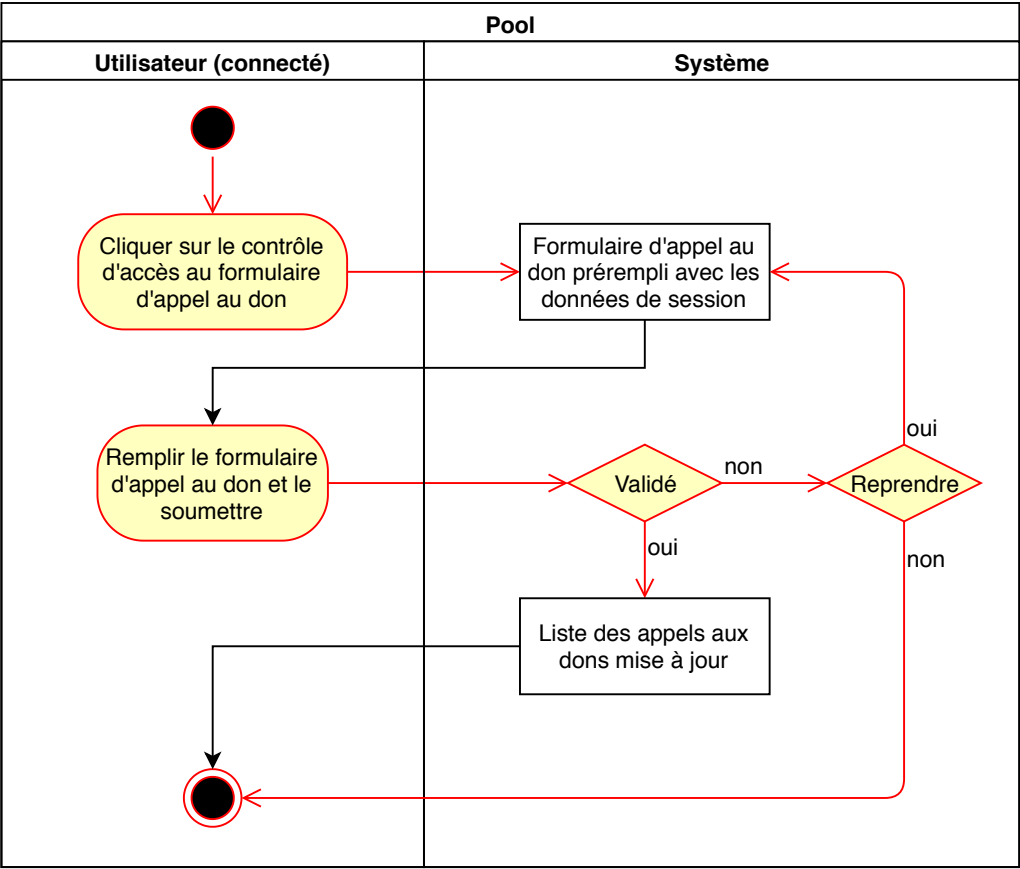 Pool
Utilisateur (connecté)
Système
Cliquer sur le contrôle
d'accès au formulaire
d'appel au don
Formulaire d'appel au
don prérempli avec les
données de session
Remplir le formulaire
d'appel au don et le
soumettre
Validé
non
Reprendre
oui
oui
non
Liste des appels aux
dons mise à jour